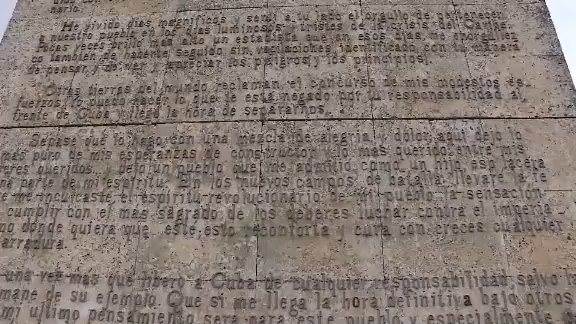 nario.
He vivido días magníficos y sentí a tu lado el orgullo de pertenecer
a nuestro pueblo en los días luminosos y tristes de la Crisis del Caribe.
Pocas veces brilló más alto un estadista que en esos días, me enorgullez
co también de haberte seguido sin vacilaciones, identificado con tu manera
de pensar y de ver y apreciar los peligros y los principios.
Otras tierras del mundo reclaman el concurso de mis modestos es
fuerzos. Yo puedo hacer lo que te está negado por tu responsabilidad al
frente de Cuba y llegó la hora de separarnos.
Sépase que lo hago con una mezcla de alegría y dolor, aquí dejo lo
más puro de mis esperanzas de constructor y lo más querido entre mis
eres queridos. y dejo un pueblo que me admitió como un hijo, eso lacera
na parte de mi espíritu. En los nuevos campos de batalla llevaré la fe
e me inculcaste, el espíritu revolucionario de mi pueblo, la sensación
cumplir con el más sagrado de los deberes: luchar contra el imperia
mo donde quiera que esté; esto reconforta y cura con creces cualquier
arradura.
una vez más que libero a Cuba de cualquier responsabilidad, salvo la
mane de su ejemplo. Que si me llega la hora definitiva bajo otros
mi último pensamiento será para este pueblo y especialmente